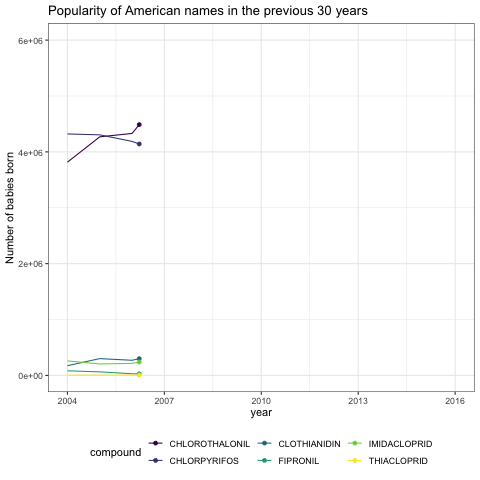 Popularity of American names in the previous 30 years
6e+06
4e+06
2e+06
0e+00
Number of babies born
2004 2007 2010 2013 2016
year
compound
CHLOROTHALONIL CLOTHIANIDIN IMIDACLOPRID
CHLORPYRIFOS FIPRONIL THIACLOPRID